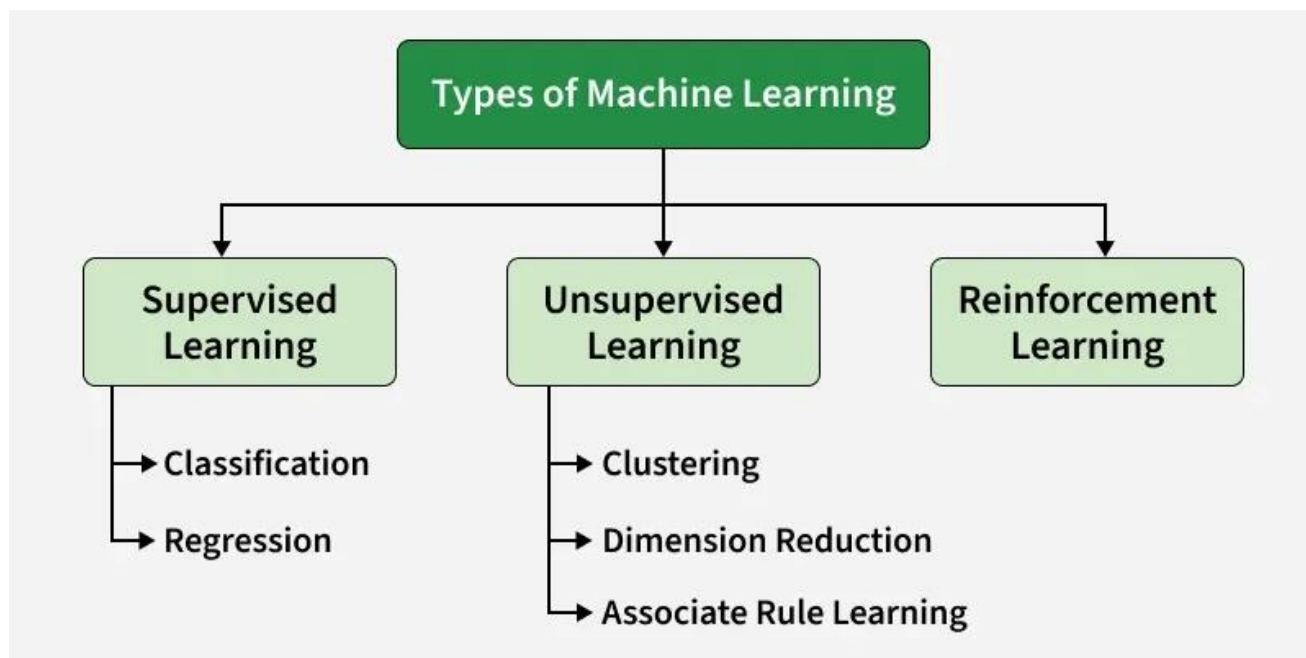 Types of Machine Learning
Supervised
Learning
Unsupervised
Learning
Reinforcement
Learning
Classification
Regression
Clustering
Dimension Reduction
Associate Rule Learning